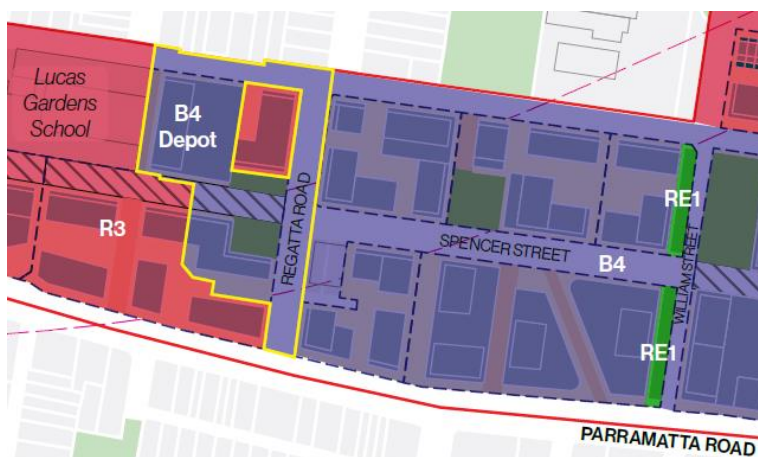 Lucas
Gardens
School
B4
Depot
RE1
R3
REGATTA ROAD
SPENCER STREET
B4
WILLIAM STREET
RE1
PARRAMATTA ROAD